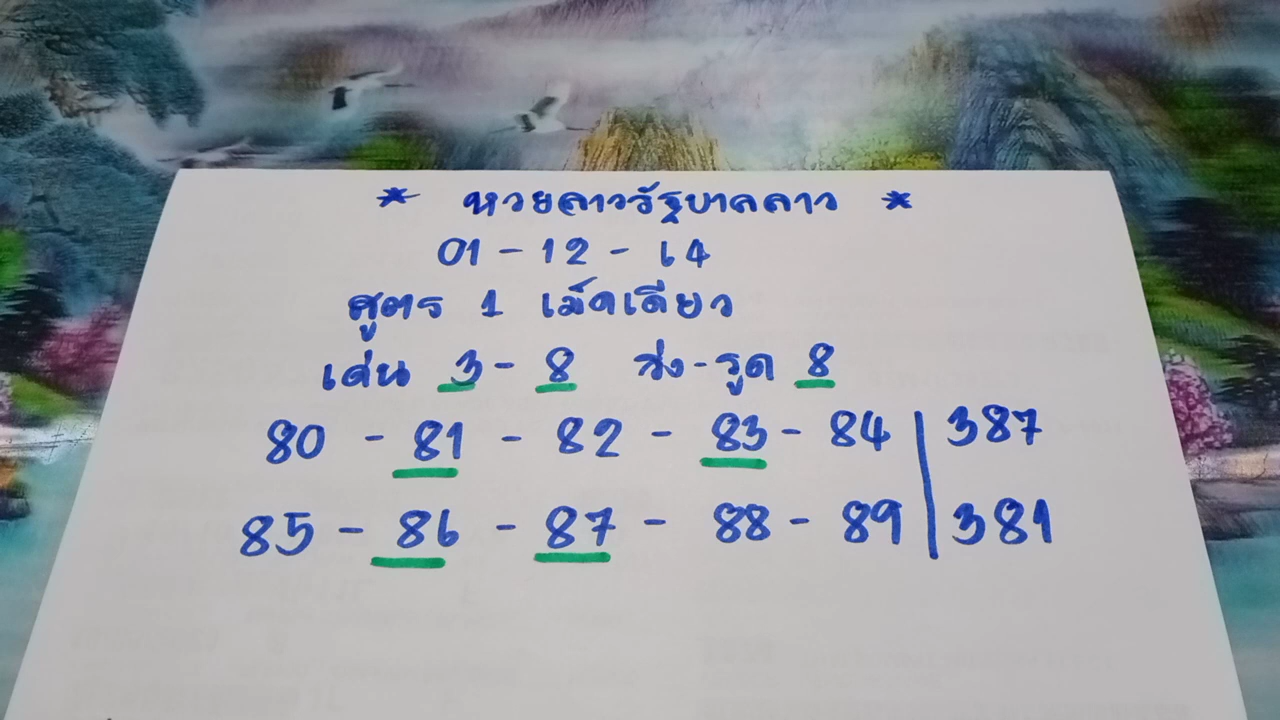 * หวยลาวรัฐบาลลาว *
01 - 12 - 64
สูตร 1 เม็ดเดียว
เด่น 3 - 8 วิ่ง - รูด 8
80 - 81 - 82 - 83 - 84 | 387
85 - 86 - 87 - 88 - 89 | 381